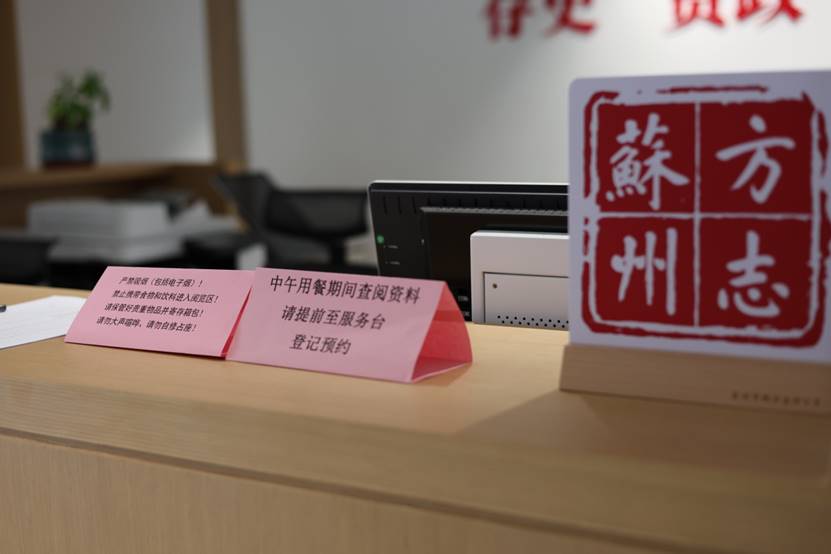 存史 资政
严禁吸烟（包括电子烟）！
禁止携带食物和饮料进入阅览区！
请保管好贵重物品并寄存箱包！
请勿大声喧哗，请勿自修占座！
中午用餐期间查阅资料
请提前至服务台
登记预约
蘇方
州志